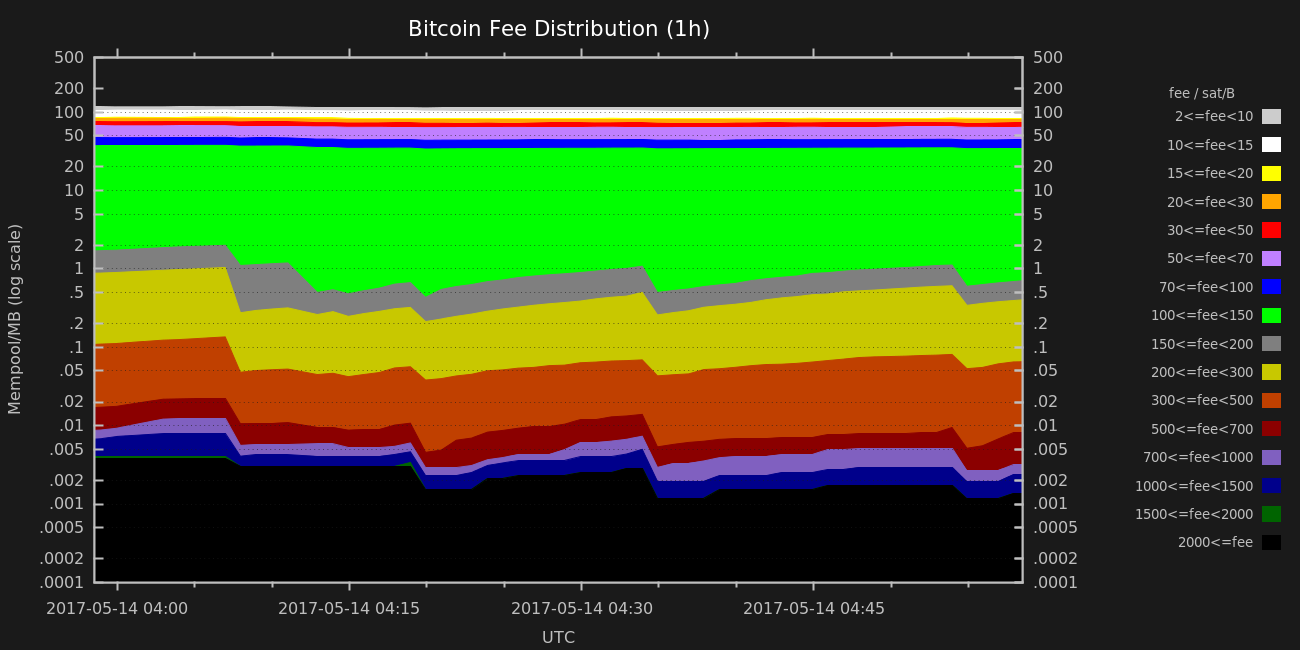 Bitcoin Fee Distribution (1h)
Mempool/MB (log scale)
500
200
100
50
20
10
5
2
1
.5
.2
.1
.05
.02
.01
.005
.002
.001
.0005
.0002
.0001
500
200
100
50
20
10
5
2
1
.5
.2
.1
.05
.02
.01
.005
.002
.001
.0005
.0002
.0001
2017-05-14 04:00
2017-05-14 04:15
2017-05-14 04:30
2017-05-14 04:45
UTC
fee / sat/B
2<=fee<10
10<=fee<15
15<=fee<20
20<=fee<30
30<=fee<50
50<=fee<70
70<=fee<100
100<=fee<150
150<=fee<200
200<=fee<300
300<=fee<500
500<=fee<700
700<=fee<1000
1000<=fee<1500
1500<=fee<2000
2000<=fee